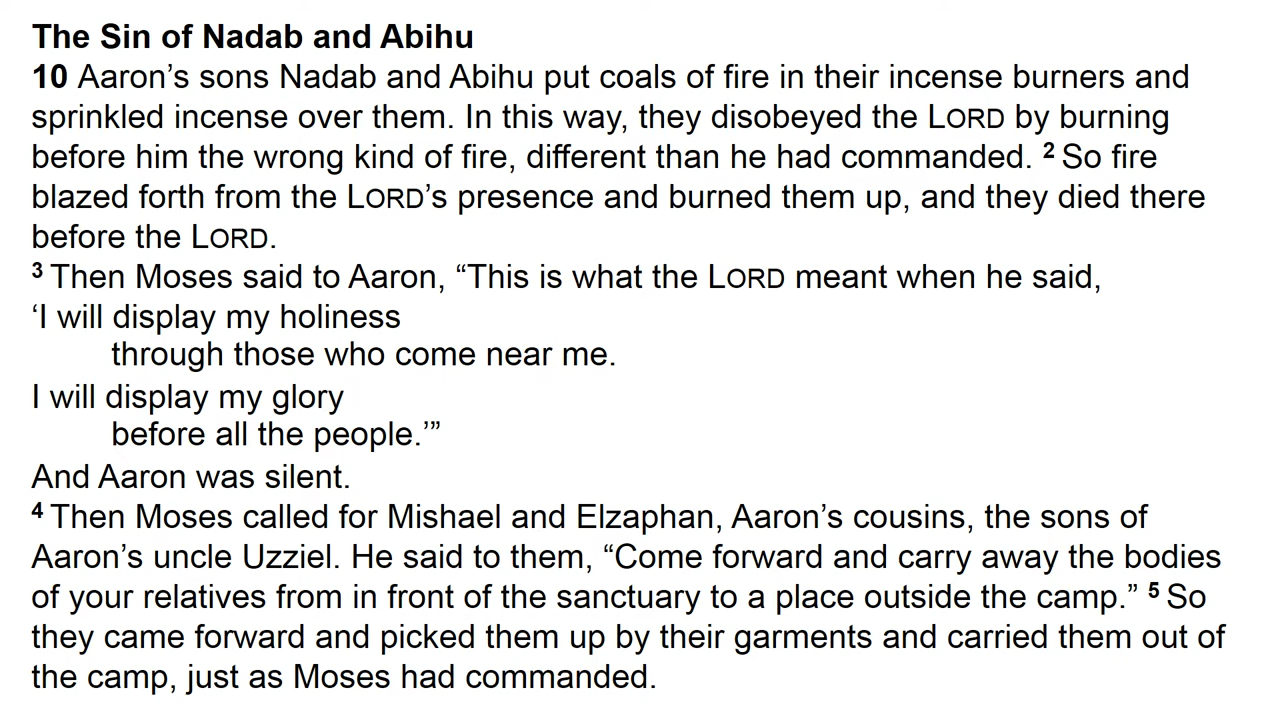 The Sin of Nadab and Abihu
10 Aaron’s sons Nadab and Abihu put coals of fire in their incense burners and
sprinkled incense over them. In this way, they disobeyed the LORD by burning
before him the wrong kind of fire, different than he had commanded. 2 So fire
blazed forth from the LORD’s presence and burned them up, and they died there
before the LORD.
3 Then Moses said to Aaron, “This is what the LORD meant when he said,
‘I will display my holiness
through those who come near me.
I will display my glory
before all the people.’”
And Aaron was silent.
4 Then Moses called for Mishael and Elzaphan, Aaron’s cousins, the sons of
Aaron’s uncle Uzziel. He said to them, “Come forward and carry away the bodies
of your relatives from in front of the sanctuary to a place outside the camp.” 5 So
they came forward and picked them up by their garments and carried them out of
the camp, just as Moses had commanded.